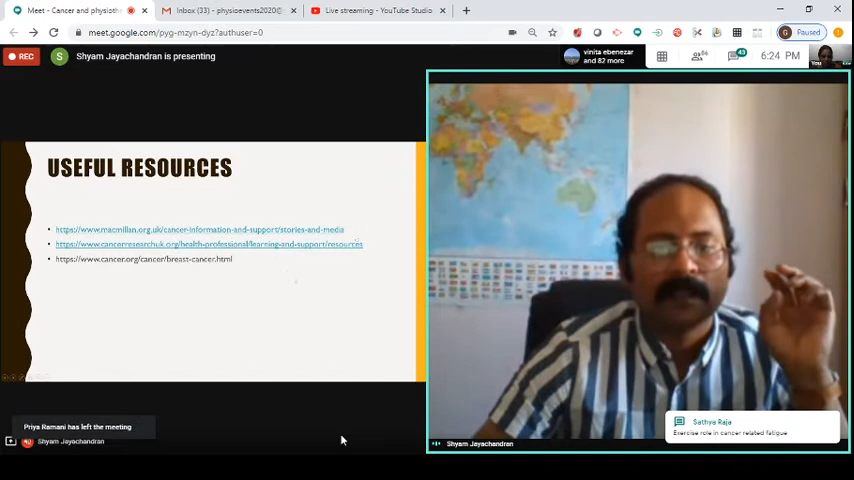 Meet - Cancer and physioth
Inbox (33) - physioevents2020@
Live streaming - YouTube Studio
meet.google.com/pyg-mzyn-dyz?authuser=0
Paused
REC
S
Shyam Jayachandran is presenting
vinita ebenezar
and 82 more
86
43
6:24 PM
You
USEFUL RESOURCES
https://www.macmillan.org.uk/cancer-information-and-support/stories-and-media
https://www.cancerresearchuk.org/health-professional/learning-and-support/resources
https://www.cancer.org/cancer/breast-cancer.html
Priya Ramani has left the meeting
Shyam Jayachandran
Shyam Jayachandran
Sathya Raja
Exercise role in cancer related fatigue